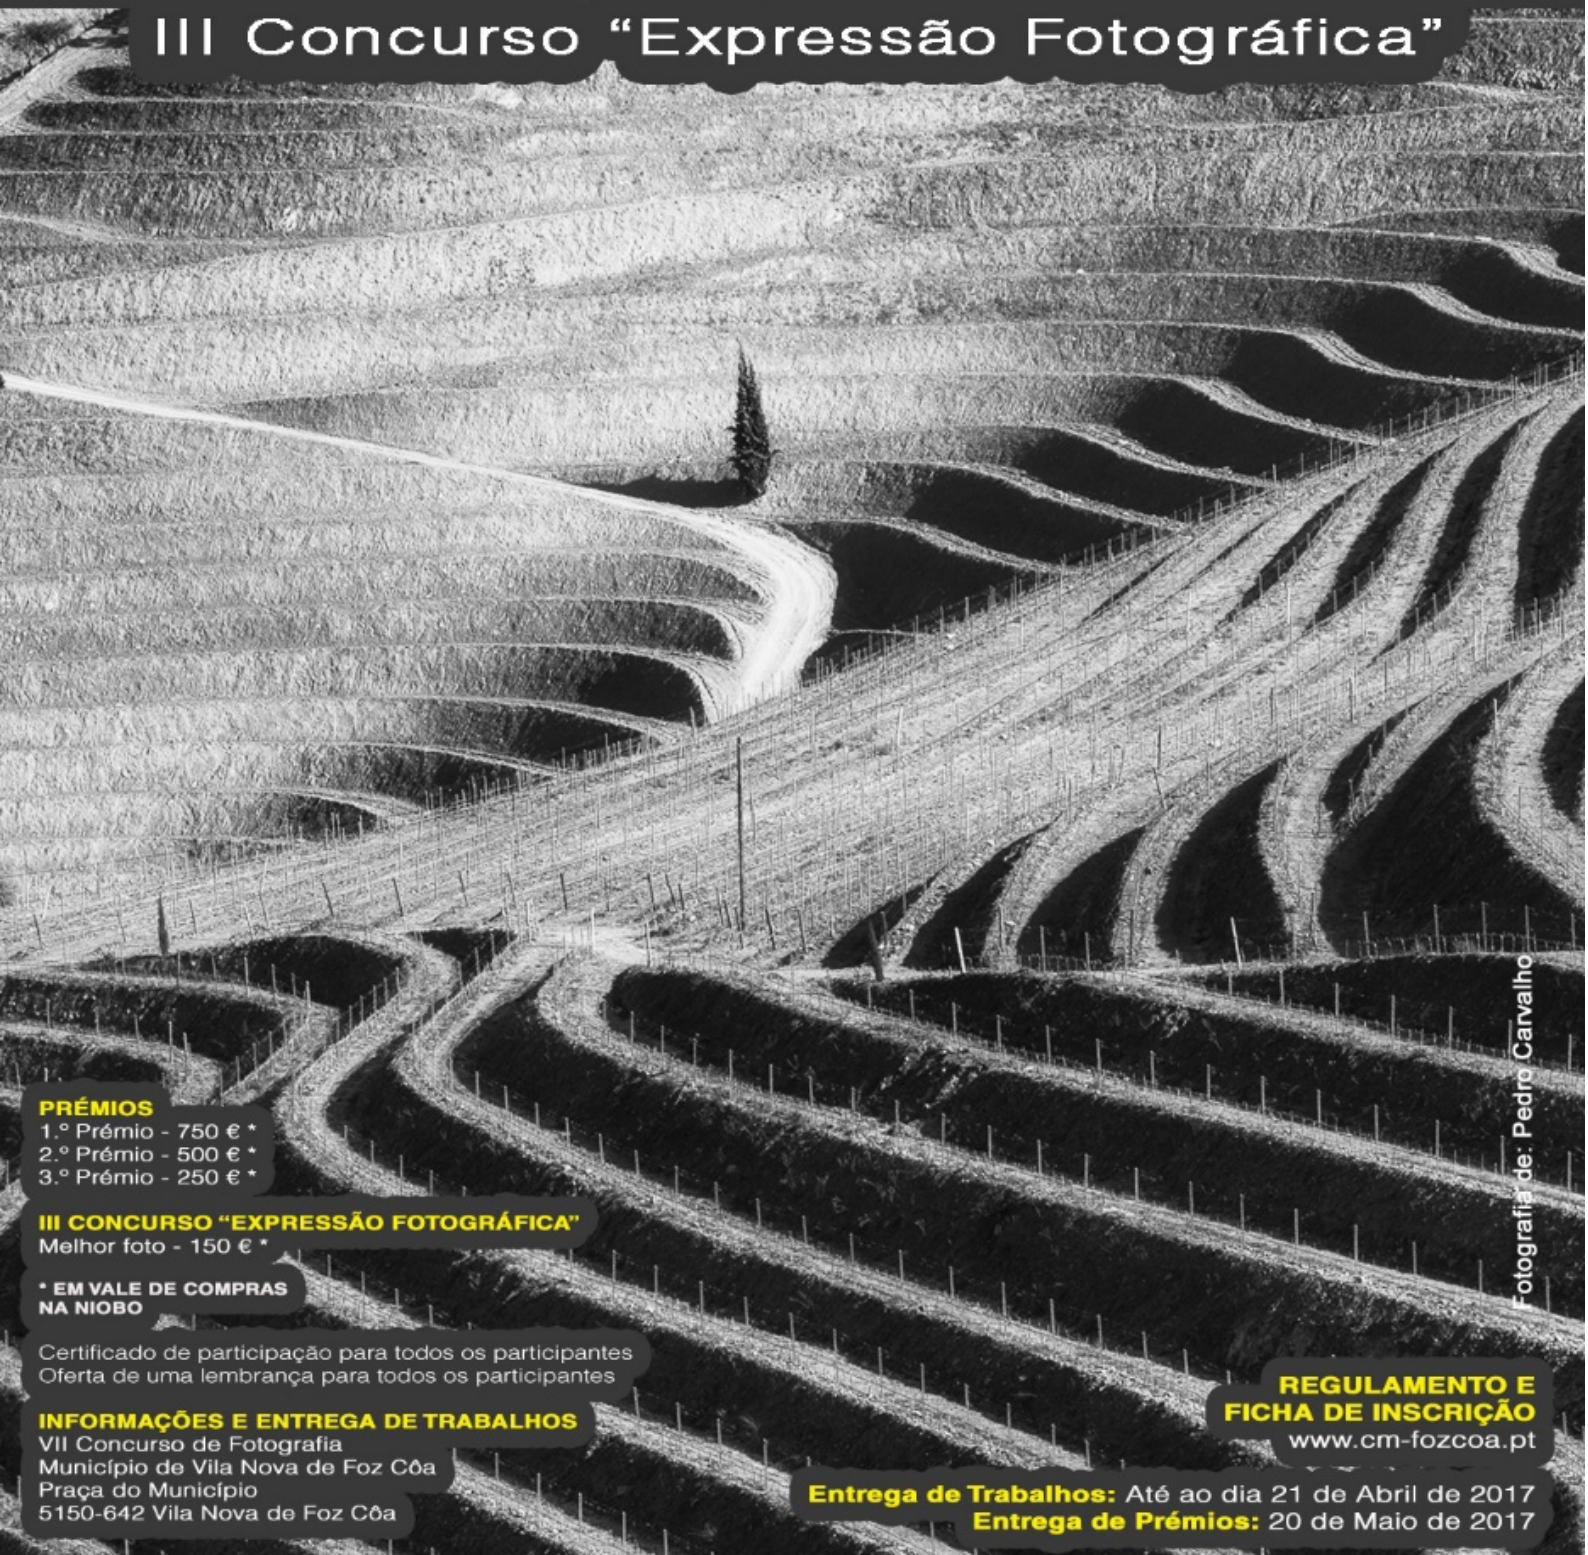 III Concurso “Expressão Fotográfica”
Fotografia de: Pedro Carvalho
PRÉMIOS
1.º Prémio - 750 € *
2.º Prémio - 500 € *
3.º Prémio - 250 € *
III CONCURSO “EXPRESSÃO FOTOGRÁFICA”
Melhor foto - 150 € *
* EM VALE DE COMPRAS
NA NIOBO
Certificado de participação para todos os participantes
Oferta de uma lembrança para todos os participantes
INFORMAÇÕES E ENTREGA DE TRABALHOS
VII Concurso de Fotografia
Município de Vila Nova de Foz Côa
Praça do Município
5150-642 Vila Nova de Foz Côa
REGULAMENTO E
FICHA DE INSCRIÇÃO
www.cm-fozcoa.pt
Entrega de Trabalhos: Até ao dia 21 de Abril de 2017
Entrega de Prémios: 20 de Maio de 2017